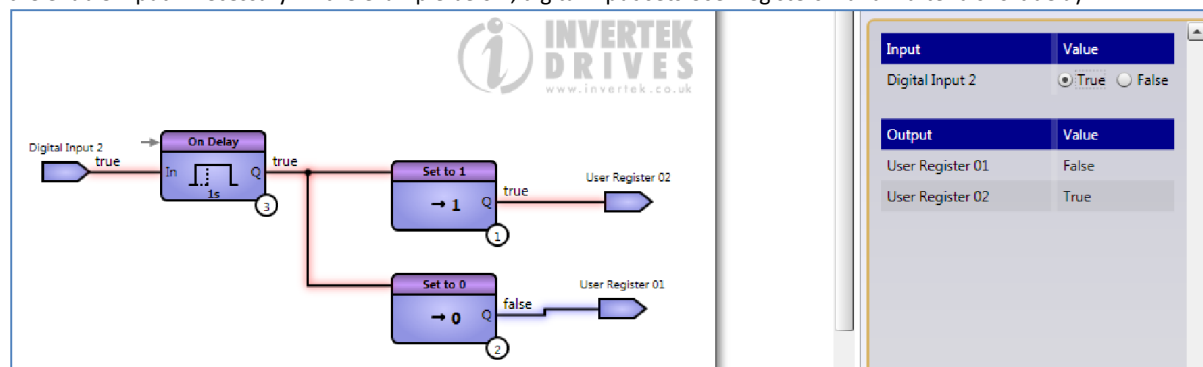 INVERTEK
DRIVES
www.invertek.co.uk
Digital Input 2
true
On Delay
In
Q
1s
3
true
Set to 1
→ 1
Q
1
true
User Register 02
Set to 0
→ 0
Q
2
false
User Register 01
Input Value
Digital Input 2 True False
Output Value
User Register 01 False
User Register 02 True